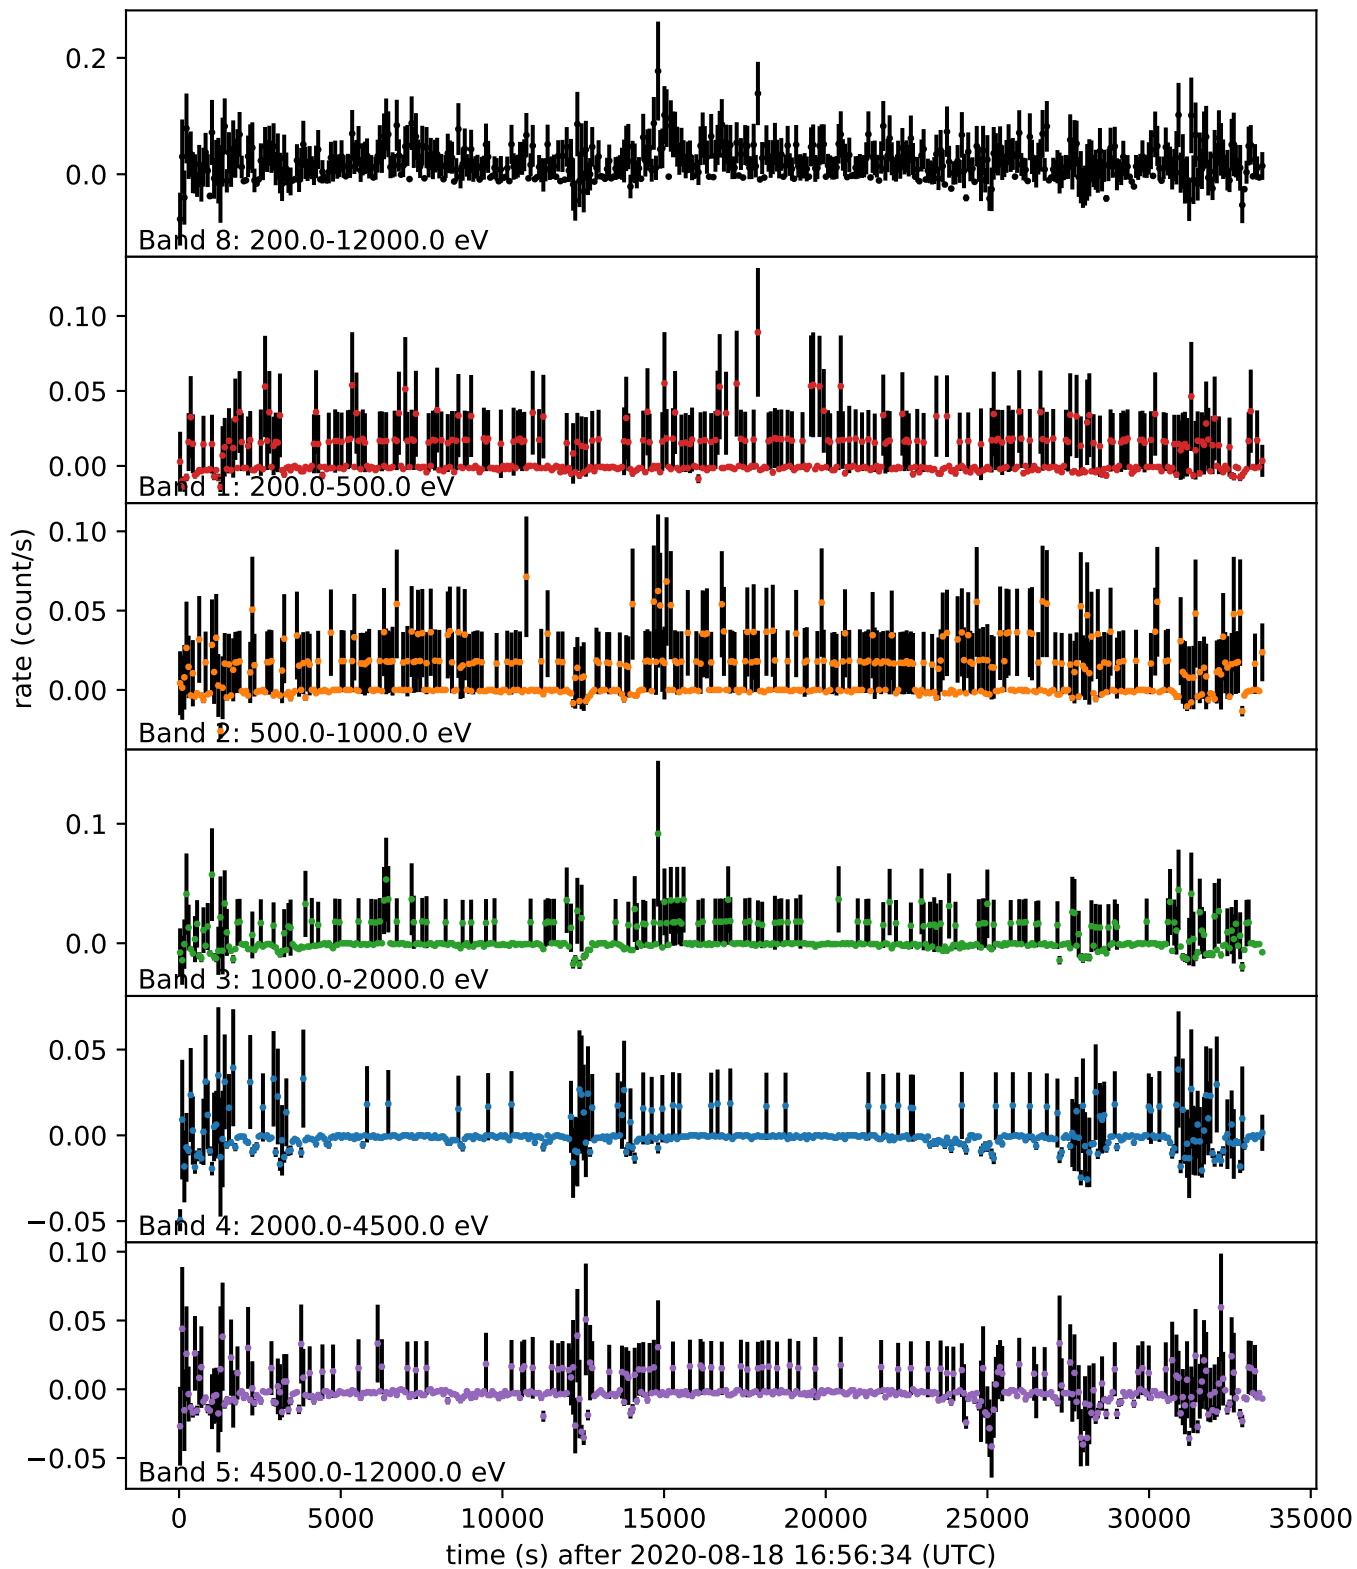 0.2
0.0
Band 8: 200.0-12000.0 eV
0.10
0.05
0.00
Band 1: 200.0-500.0 eV
rate (count/s)
0.10
0.05
0.00
Band 2: 500.0-1000.0 eV
0.1
0.0
Band 3: 1000.0-2000.0 eV
0.05
0.00
−0.05
Band 4: 2000.0-4500.0 eV
0.10
0.05
0.00
−0.05
Band 5: 4500.0-12000.0 eV
0 5000 10000 15000 20000 25000 30000 35000
time (s) after 2020-08-18 16:56:34 (UTC)